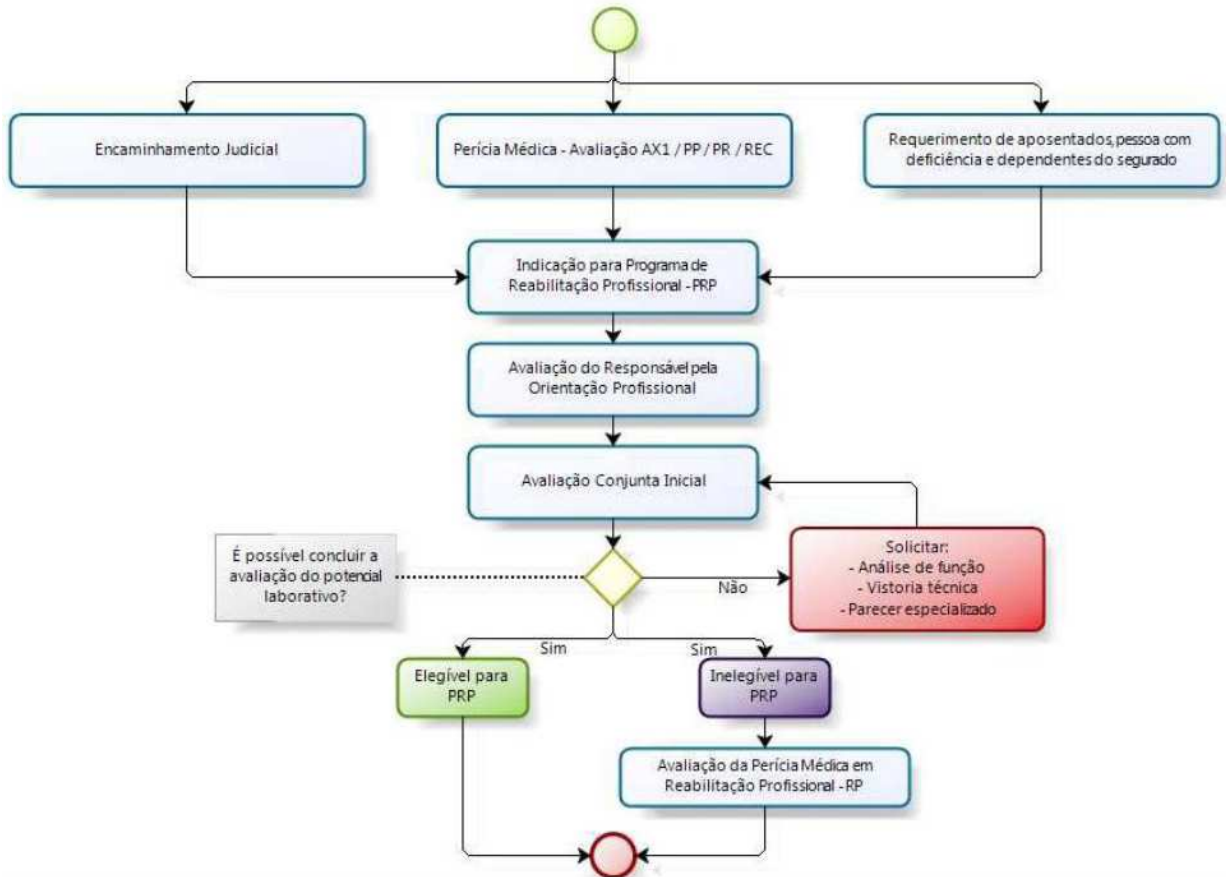 Encaminhamento Judicial
Perícia Médica - Avaliação AX1 / PP / PR / REC
Requerimento de aposentados, pessoa com
deficiência e dependentes do segurado
Indicação para Programa de
Reabilitação Profissional - PRP
Avaliação do Responsável pela
Orientação Profissional
Avaliação Conjunta Inicial
É possível concluir a
avaliação do potencial
laborativo?
Não
Solicitar:
- Análise de função
- Vistoria técnica
- Parecer especializado
Sim
Sim
Elegível para
PRP
Inelegível para
PRP
Avaliação da Perícia Médica em
Reabilitação Profissional - RP